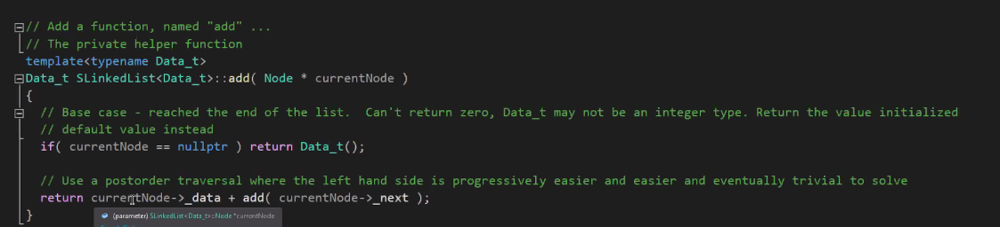 // Add a function, named "add" ...
// The private helper function
template<typename Data_t>
Data_t SLinkedList<Data_t>::add( Node * currentNode )
{
// Base case - reached the end of the list.  Can't return zero, Data_t may not be an integer type. Return the value initialized
// default value instead
if( currentNode == nullptr ) return Data_t();
// Use a postorder traversal where the left hand side is progressively easier and easier and eventually trivial to solve
return currentNode->_data + add( currentNode->_next );
}
(parameter) SLinkedList<Data_t>::Node *currentNode